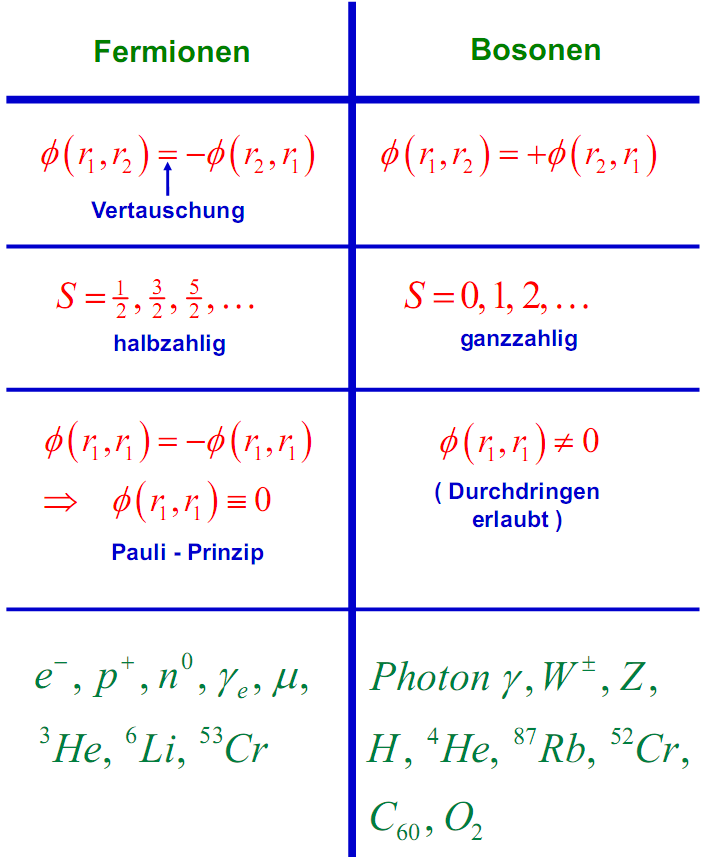 Fermionen
Bosonen
ϕ(r₁,r₂) = −ϕ(r₂,r₁)
Vertauschung
ϕ(r₁,r₂) = +ϕ(r₂,r₁)
S = ½, 3/2, 5/2, …
halbzahlig
S = 0, 1, 2, …
ganzzahlig
ϕ(r₁,r₁) = −ϕ(r₁,r₁)
⇒ ϕ(r₁,r₁) ≡ 0
Pauli - Prinzip
ϕ(r₁,r₁) ≠ 0
( Durchdringen
erlaubt )
e⁻, p⁺, n⁰, γₑ, μ,
³He, ⁶Li, ⁵³Cr
Photon γ, W±, Z,
H, ⁴He, ⁸⁷Rb, ⁵²Cr,
C₆₀, O₂